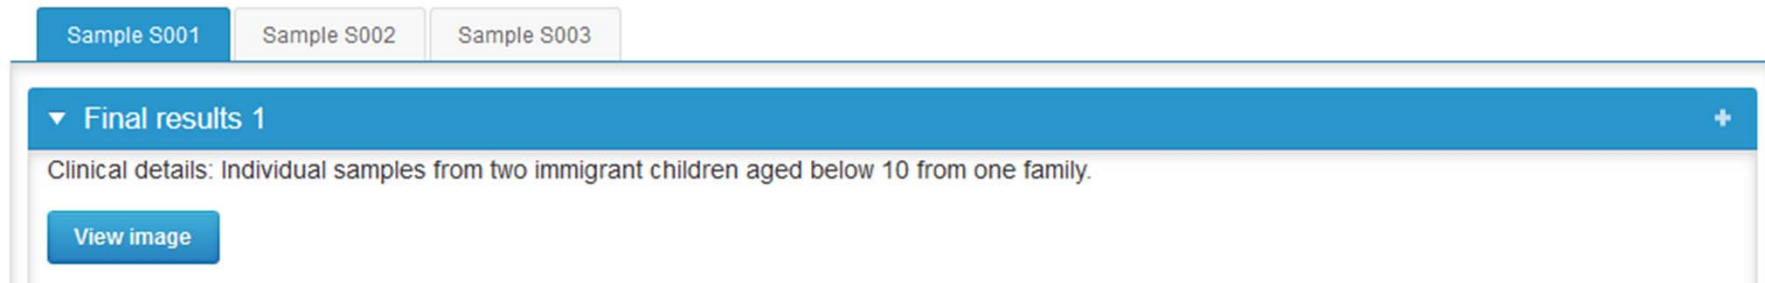 Sample S001 Sample S002 Sample S003
Final results 1
Clinical details: Individual samples from two immigrant children aged below 10 from one family.
View image